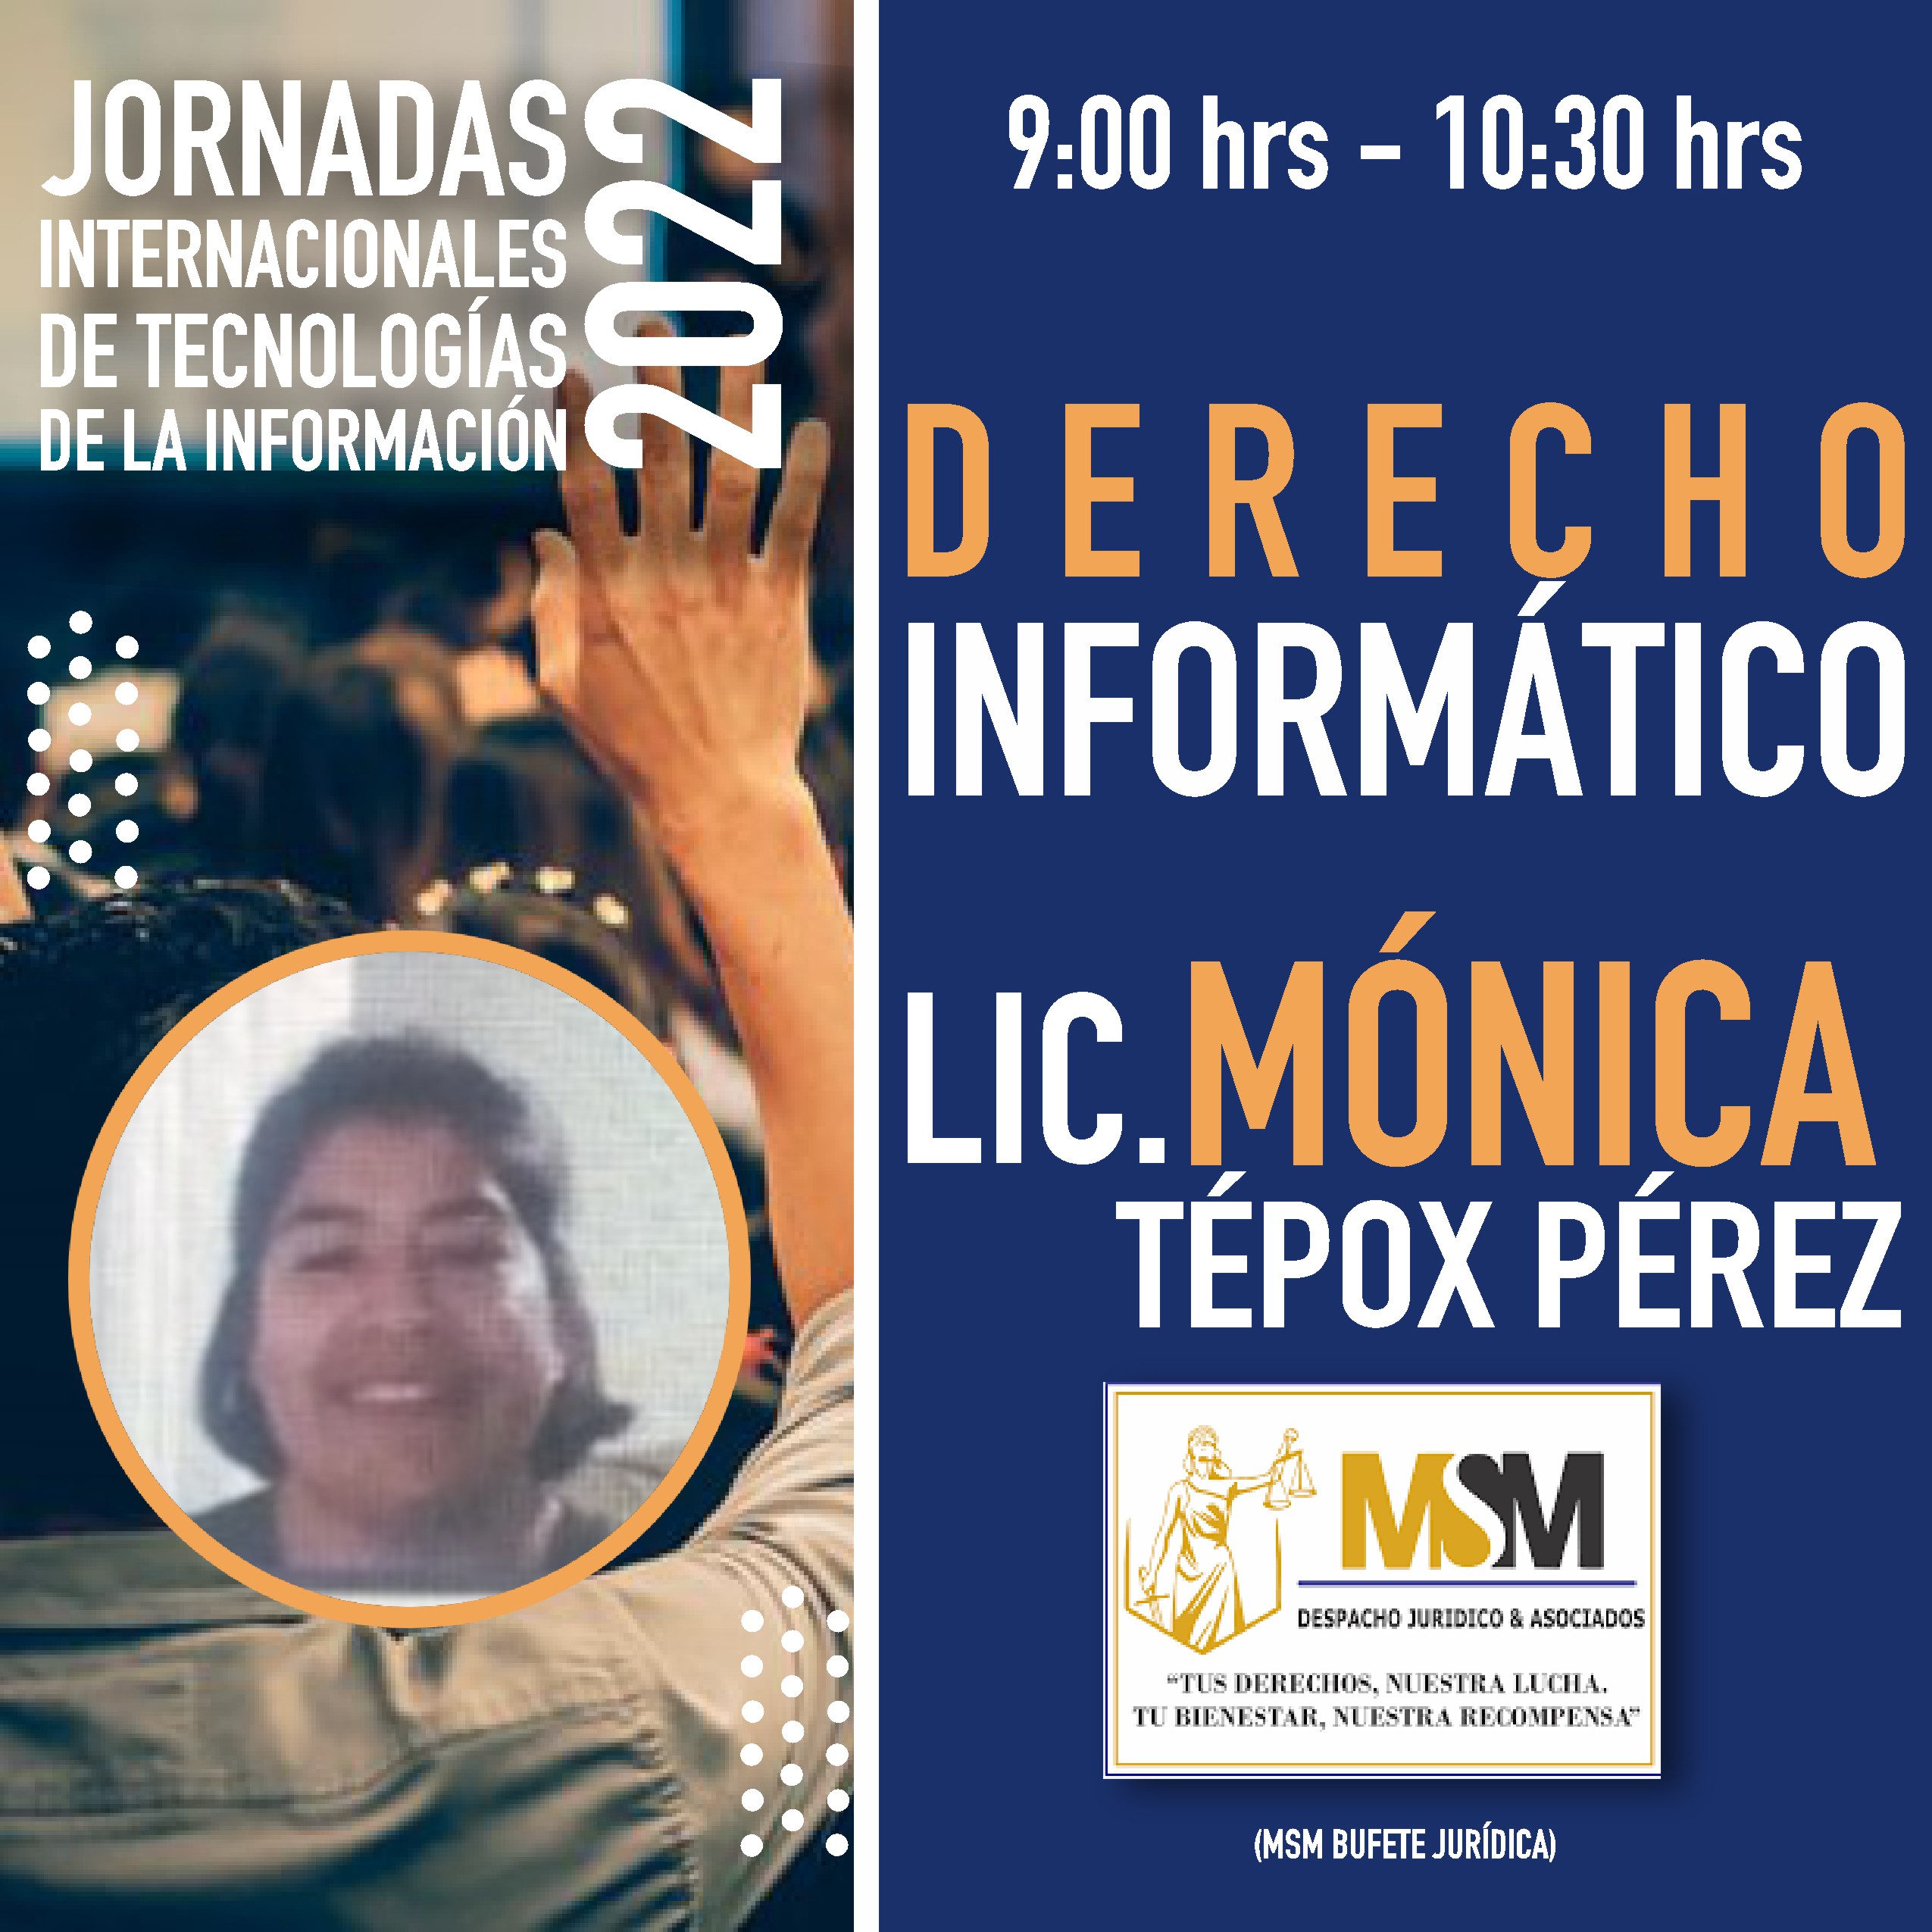 JORNADAS
INTERNACIONALES
DE TECNOLOGÍAS
DE LA INFORMACIÓN
2022
9:00 hrs - 10:30 hrs
DERECHO
INFORMÁTICO
LIC. MÓNICA
TÉPOX PÉREZ
MSM
DESPACHO JURIDICO & ASOCIADOS
“TUS DERECHOS, NUESTRA LUCHA.
TU BIENESTAR, NUESTRA RECOMPENSA”
(MSM BUFETE JURÍDICA)